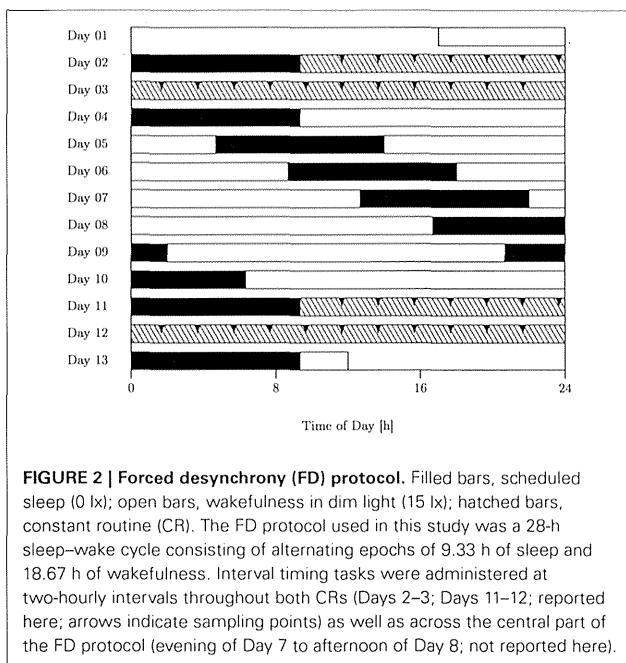 Day 01
Day 02
Day 03
Day 04
Day 05
Day 06
Day 07
Day 08
Day 09
Day 10
Day 11
Day 12
Day 13
0 8 16 24
Time of Day [h]
FIGURE 2 | Forced desynchrony (FD) protocol. Filled bars, scheduled
sleep (0 lx); open bars, wakefulness in dim light (15 lx); hatched bars,
constant routine (CR). The FD protocol used in this study was a 28-h
sleep–wake cycle consisting of alternating epochs of 9.33 h of sleep and
18.67 h of wakefulness. Interval timing tasks were administered at
two-hourly intervals throughout both CRs (Days 2–3; Days 11–12; reported
here; arrows indicate sampling points) as well as across the central part of
the FD protocol (evening of Day 7 to afternoon of Day 8; not reported here).